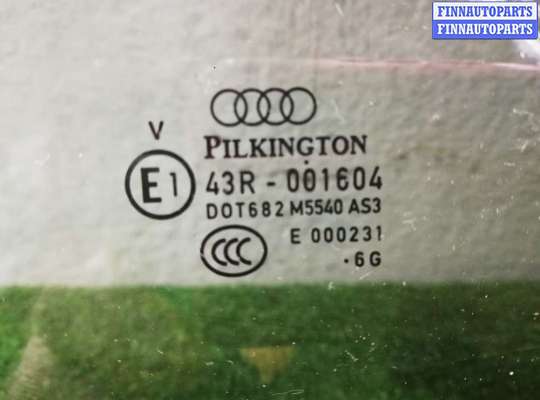 FINNAUTOPARTS
FINNAUTOPARTS
V
PILKINGTON
E1 43R - 001604
DOT682 M5540 AS3
CCC E 000231
.6G